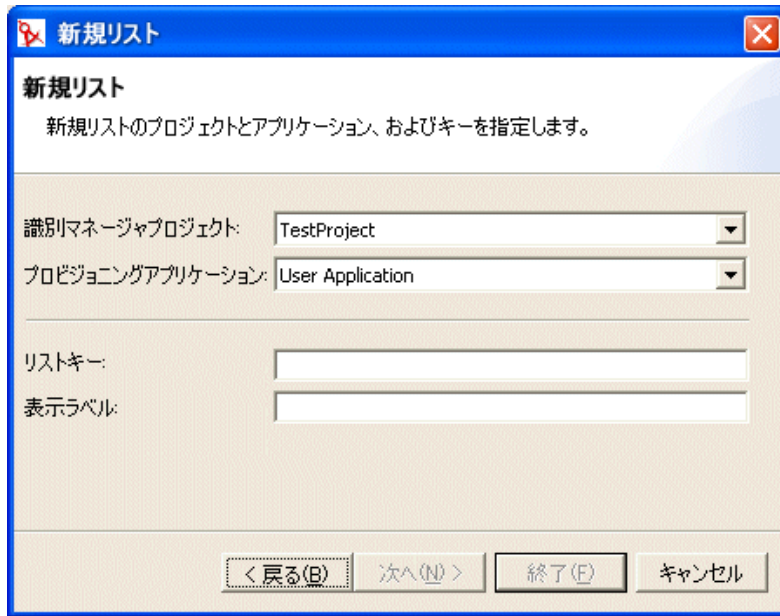 新規リスト
新規リスト
新規リストのプロジェクトとアプリケーション、およびキーを指定します。
識別マネージャプロジェクト: TestProject
プロビジョニングアプリケーション: User Application
リストキー:
表示ラベル:
< 戻る(B) 次へ(N) > 終了(F) キャンセル